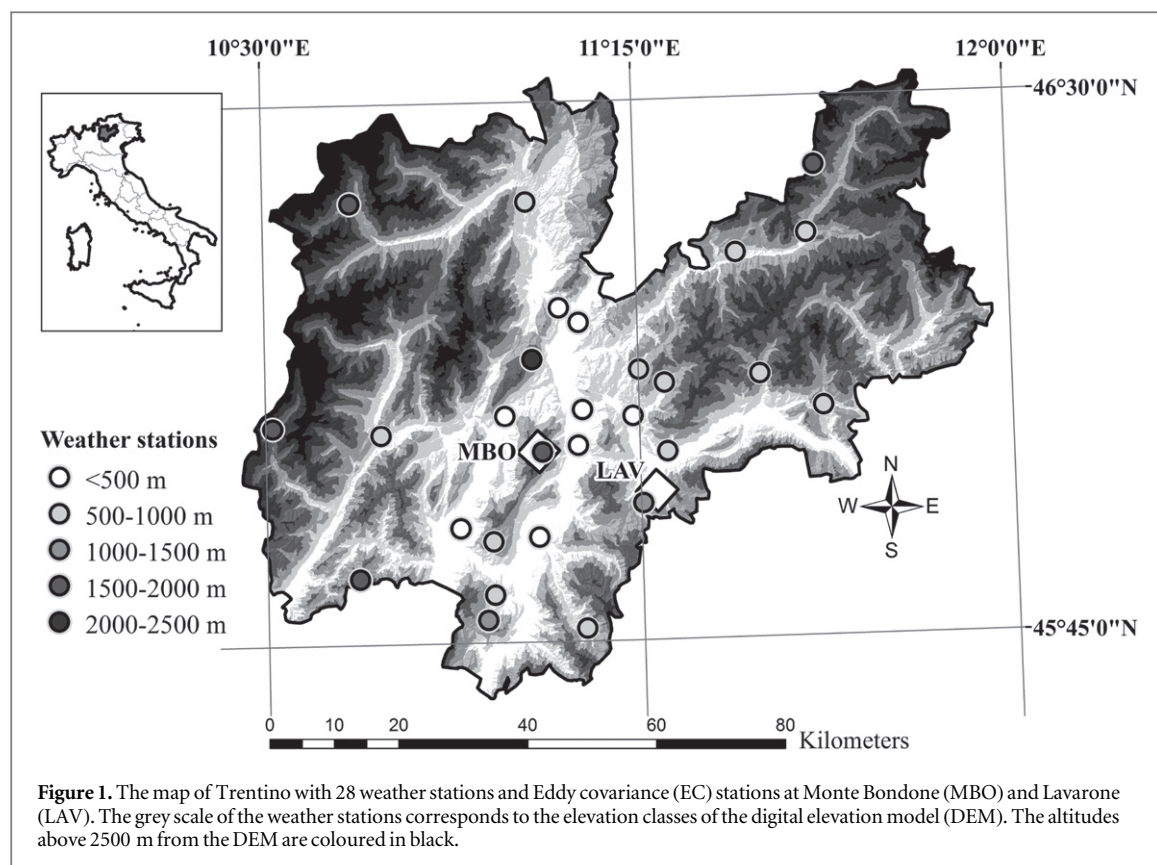 10°30'0"E 11°15'0"E 12°0'0"E
46°30'0"N
Weather stations
<500 m
500-1000 m
1000-1500 m
1500-2000 m
2000-2500 m
MBO
LAV
N
W E
S
45°45'0"N
0 10 20 40 60 80
Kilometers
Figure 1. The map of Trentino with 28 weather stations and Eddy covariance (EC) stations at Monte Bondone (MBO) and Lavarone
(LAV). The grey scale of the weather stations corresponds to the elevation classes of the digital elevation model (DEM). The altitudes
above 2500 m from the DEM are coloured in black.